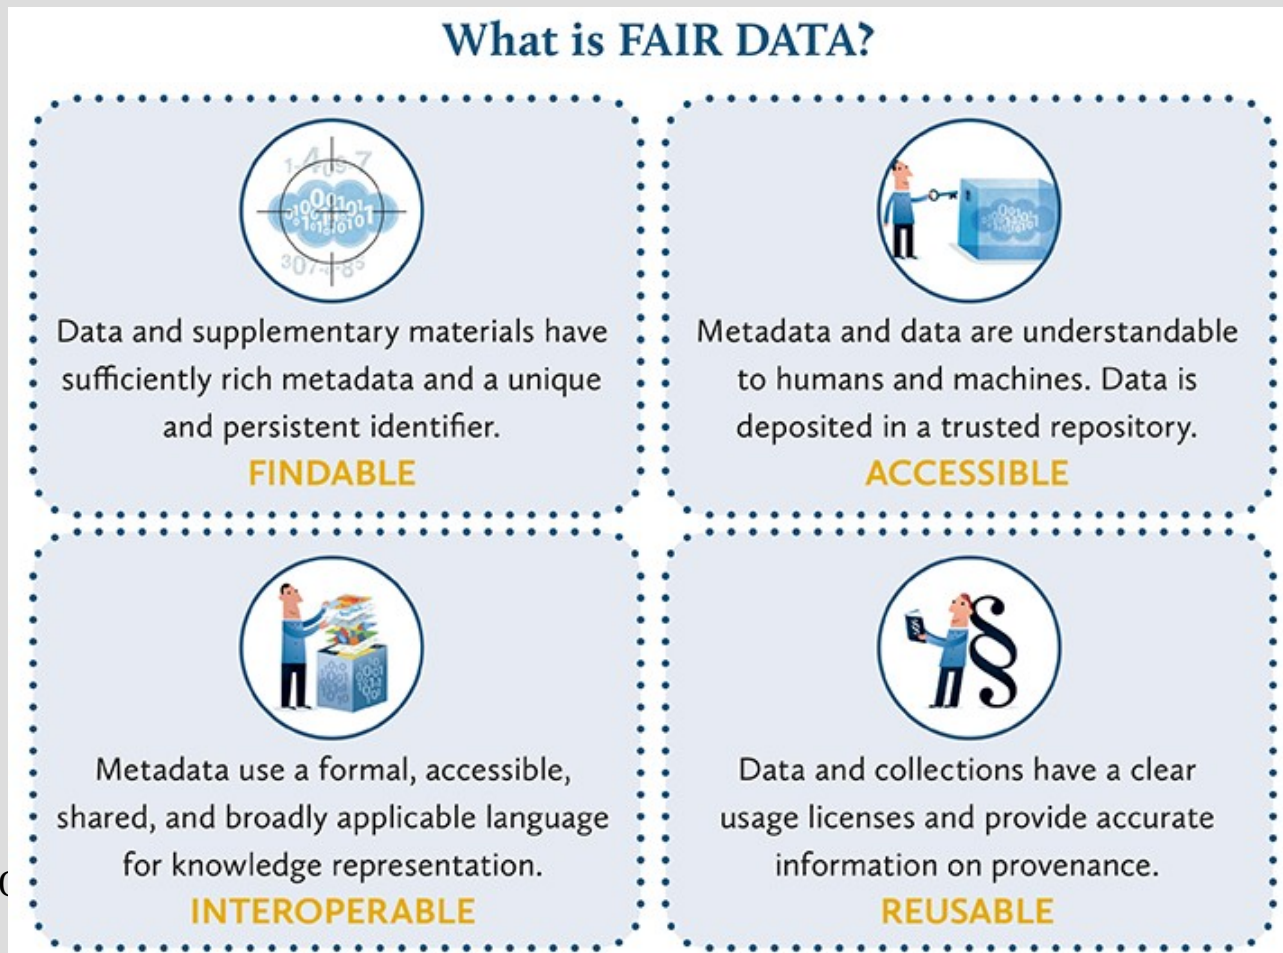 What is FAIR DATA?
Data and supplementary materials have
sufficiently rich metadata and a unique
and persistent identifier.
FINDABLE
Metadata and data are understandable
to humans and machines. Data is
deposited in a trusted repository.
ACCESSIBLE
Metadata use a formal, accessible,
shared, and broadly applicable language
for knowledge representation.
INTEROPERABLE
Data and collections have a clear
usage licenses and provide accurate
information on provenance.
REUSABLE